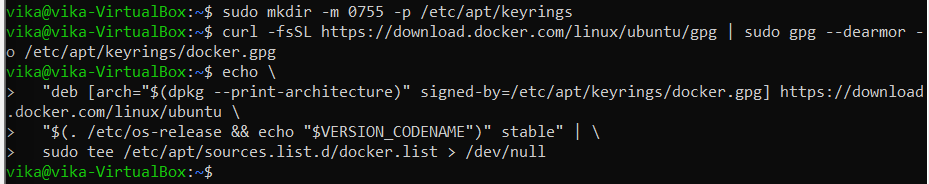 vika@vika-VirtualBox:~$ sudo mkdir -m 0755 -p /etc/apt/keyrings
vika@vika-VirtualBox:~$ curl -fsSL https://download.docker.com/linux/ubuntu/gpg | sudo gpg --dearmor -
o /etc/apt/keyrings/docker.gpg
vika@vika-VirtualBox:~$ echo \
>   "deb [arch="$(dpkg --print-architecture)" signed-by=/etc/apt/keyrings/docker.gpg] https://download
.docker.com/linux/ubuntu \
>   "$(. /etc/os-release && echo "$VERSION_CODENAME")" stable" | \
>   sudo tee /etc/apt/sources.list.d/docker.list > /dev/null
vika@vika-VirtualBox:~$